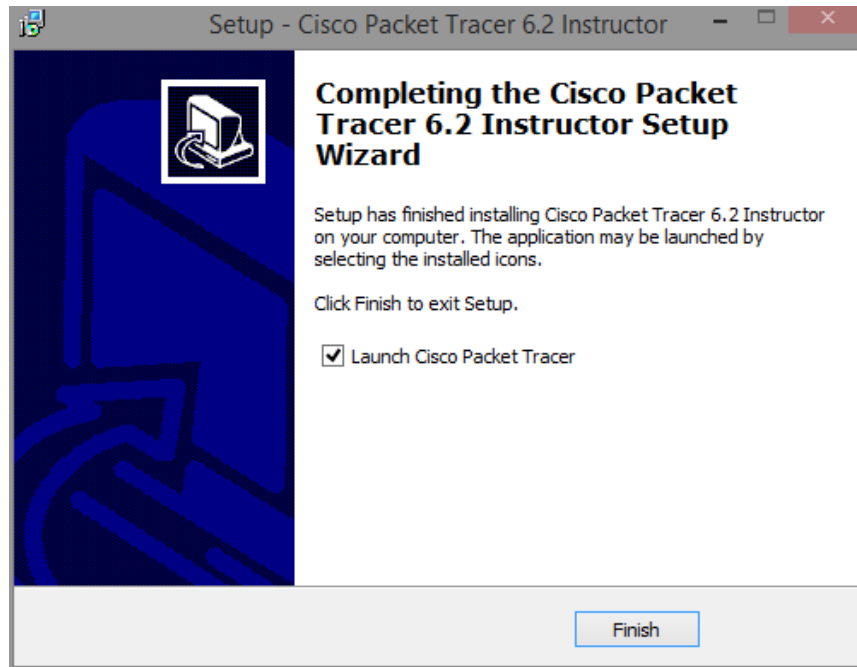 Setup - Cisco Packet Tracer 6.2 Instructor
Completing the Cisco Packet
Tracer 6.2 Instructor Setup
Wizard
Setup has finished installing Cisco Packet Tracer 6.2 Instructor
on your computer. The application may be launched by
selecting the installed icons.
Click Finish to exit Setup.
Launch Cisco Packet Tracer
Finish